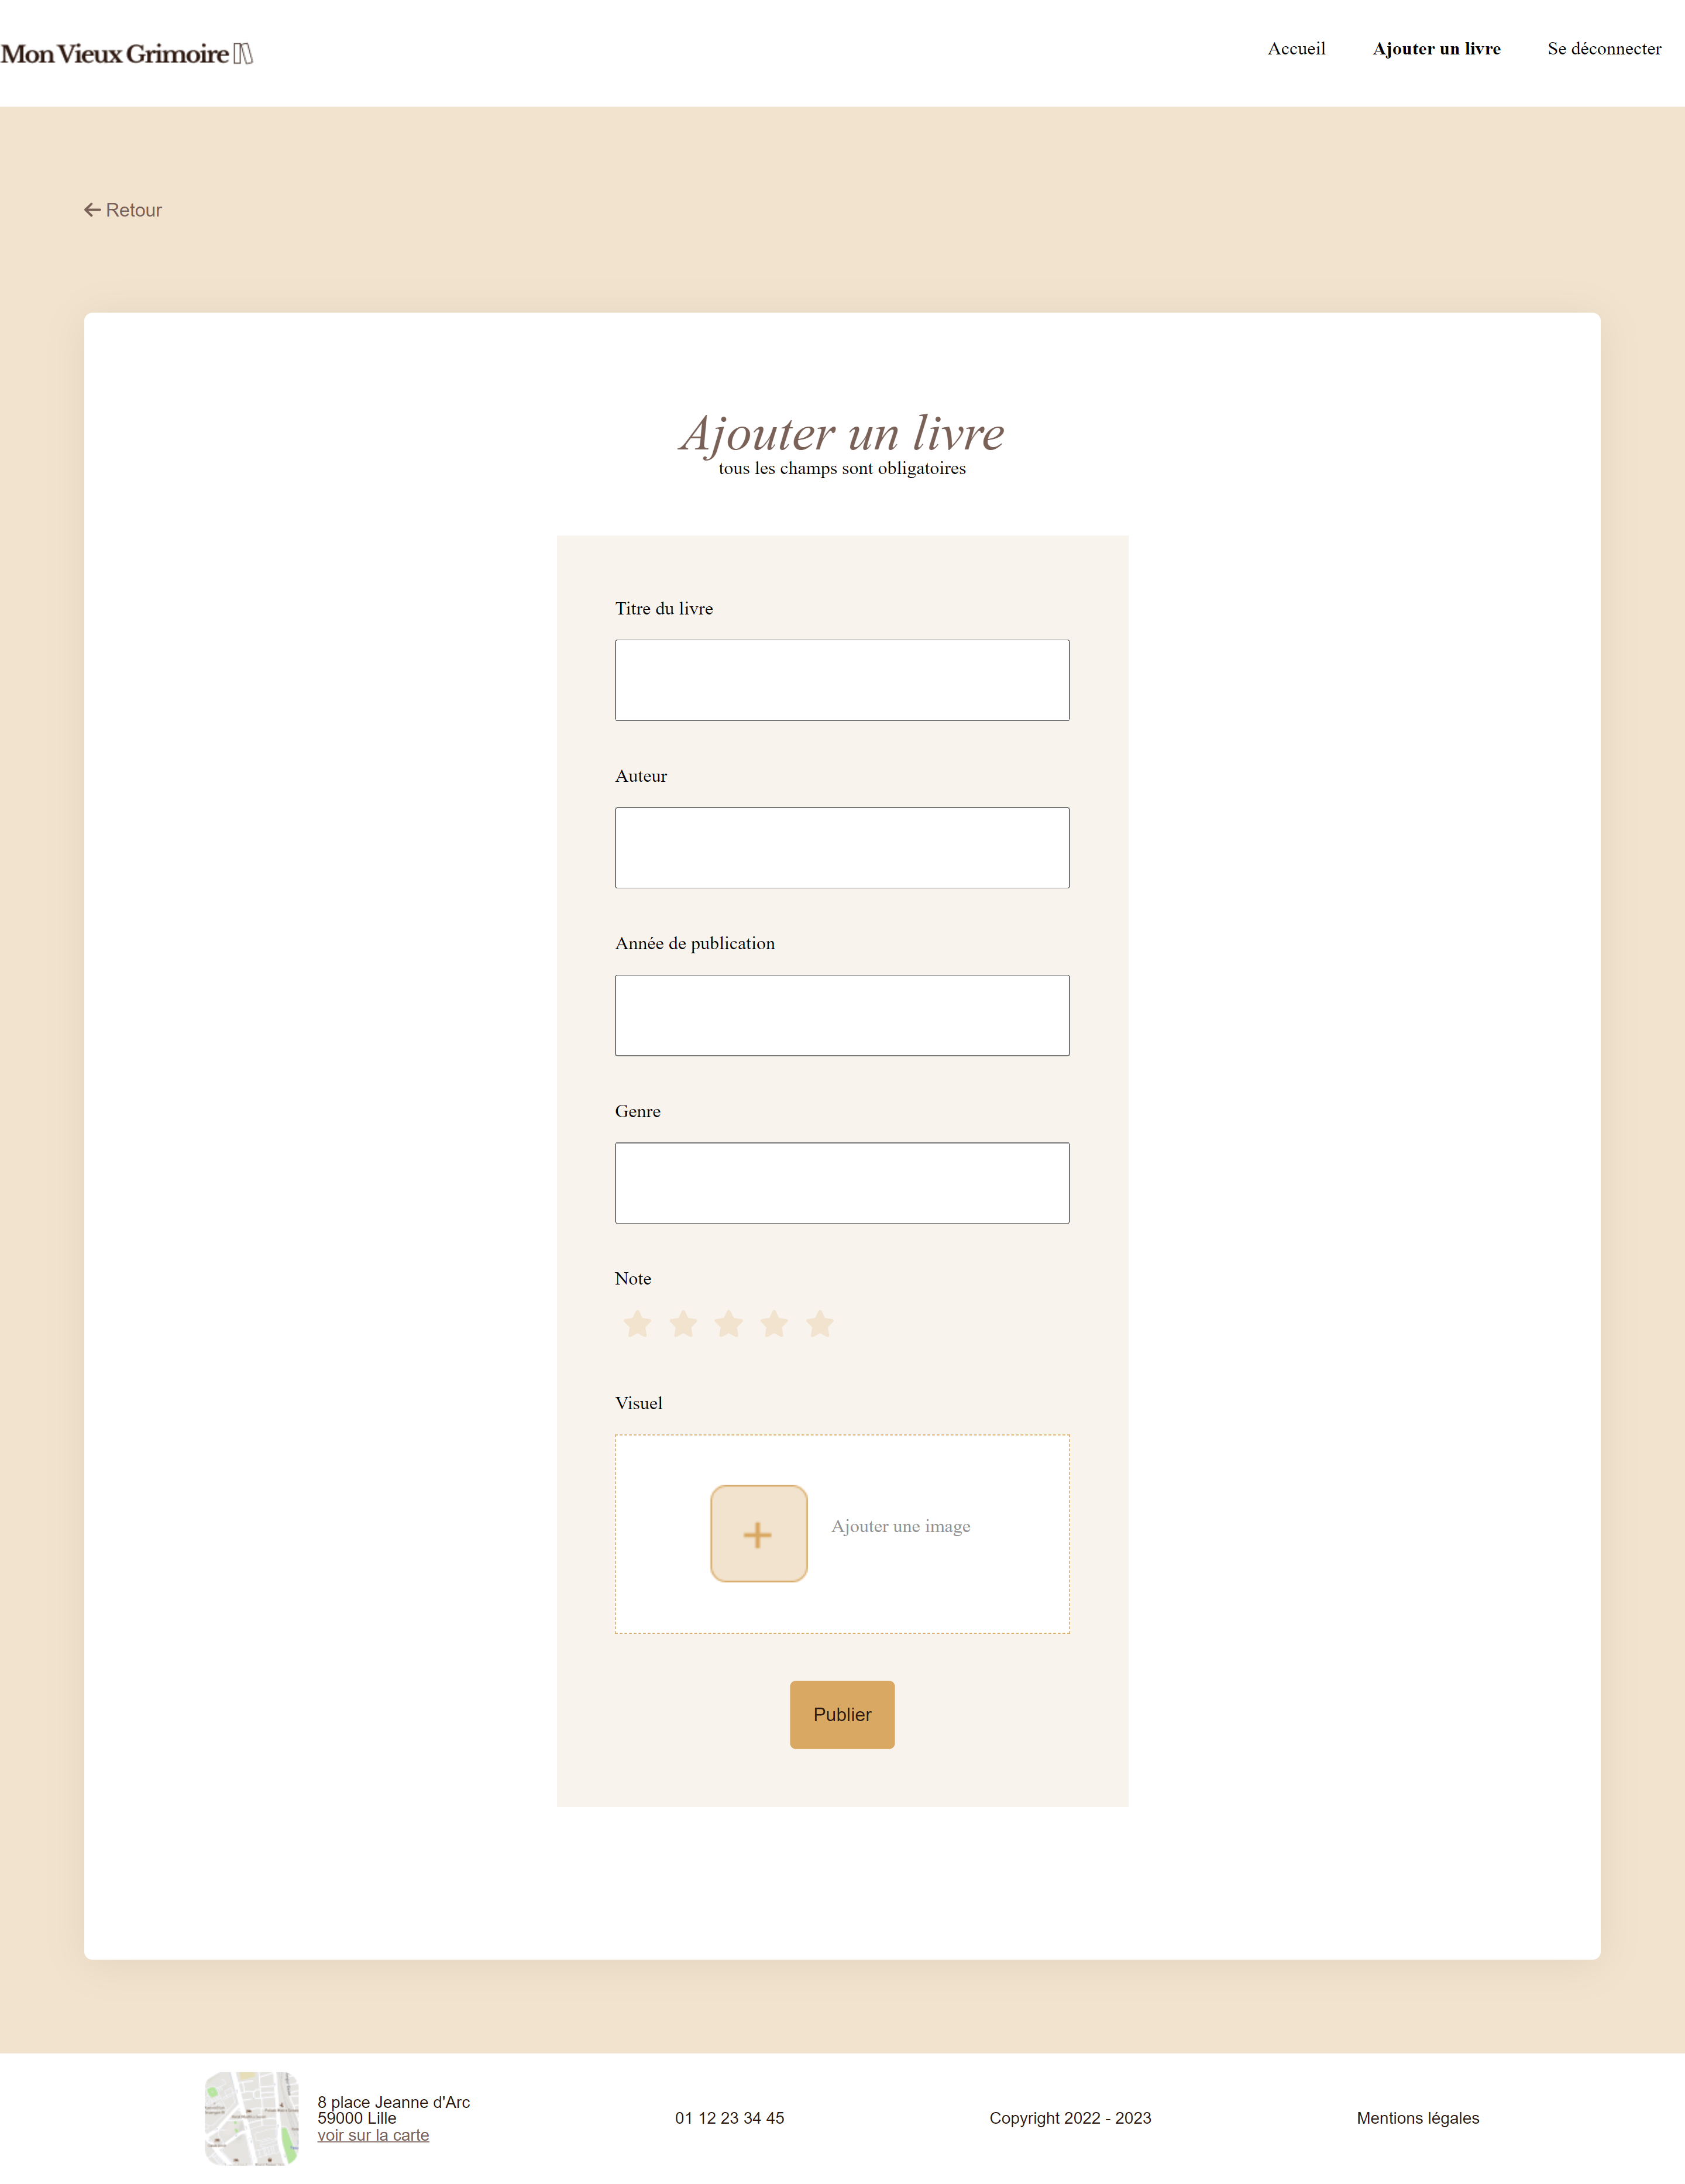 Mon Vieux Grimoire
Accueil
Ajouter un livre
Se déconnecter
Retour
Ajouter un livre
tous les champs sont obligatoires
Titre du livre
Auteur
Année de publication
Genre
Note
Visuel
Ajouter une image
Publier
8 place Jeanne d'Arc
59000 Lille
voir sur la carte
01 12 23 34 45
Copyright 2022 - 2023
Mentions légales